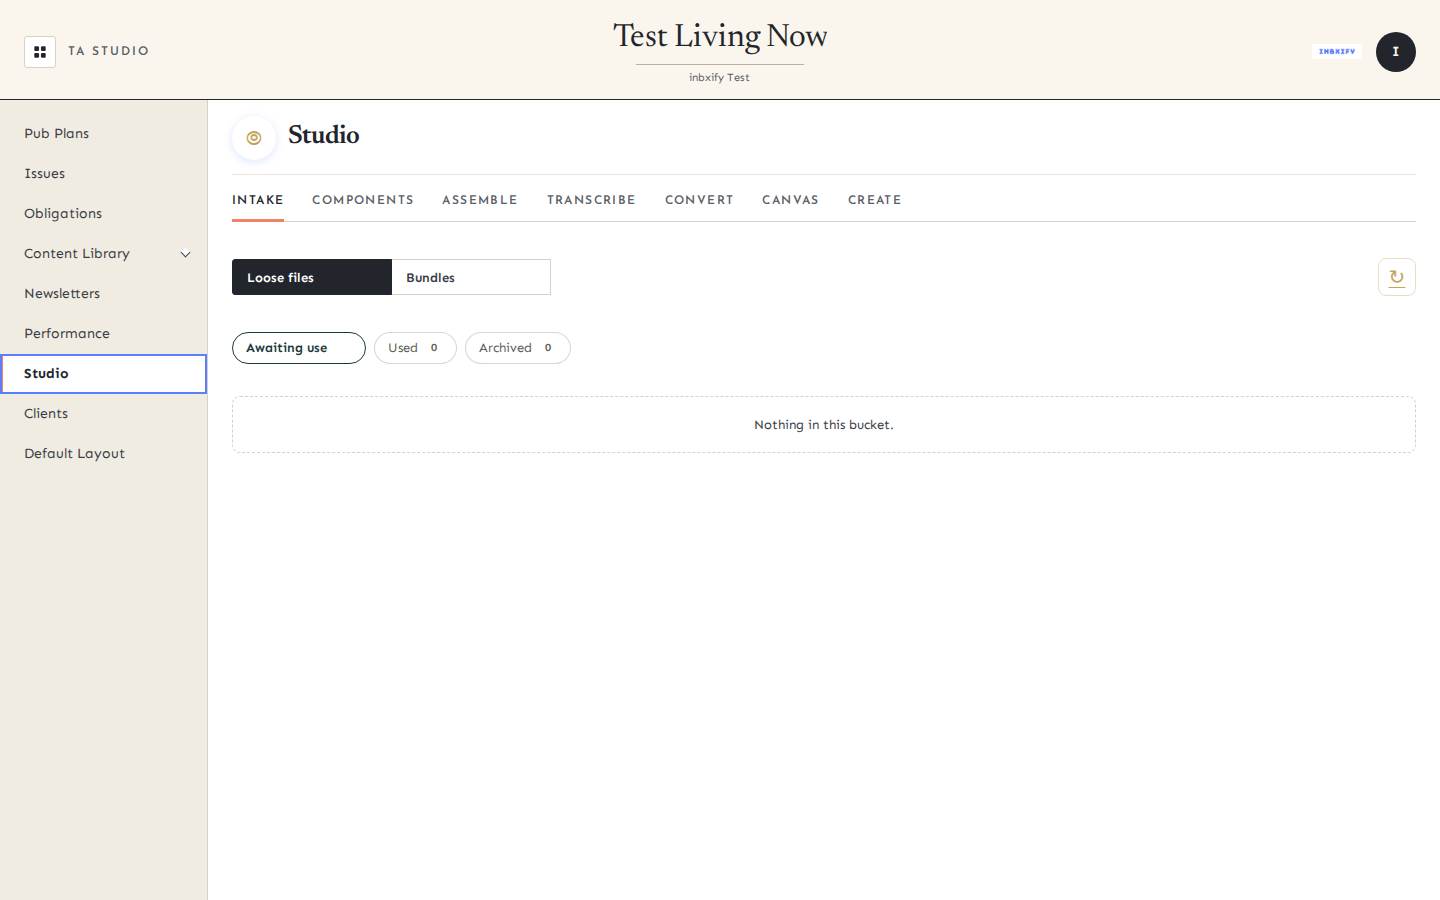 TA STUDIO
Test Living Now
inbxify Test
INBXIFY
I
Pub Plans
Issues
Obligations
Content Library
Newsletters
Performance
Studio
Clients
Default Layout
Studio
INTAKE COMPONENTS ASSEMBLE TRANSCRIBE CONVERT CANVAS CREATE
Loose files Bundles
Awaiting use Used 0 Archived 0
Nothing in this bucket.